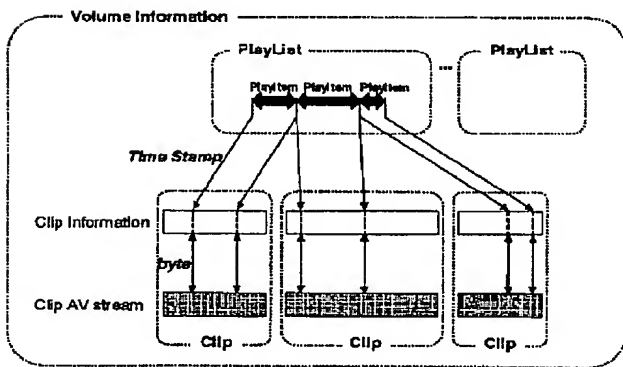 Volume Information
PlayList
PlayList
...
PlayItem PlayItem PlayItem
Time Stamp
Clip Information
byte
Clip AV stream
Clip
Clip
Clip